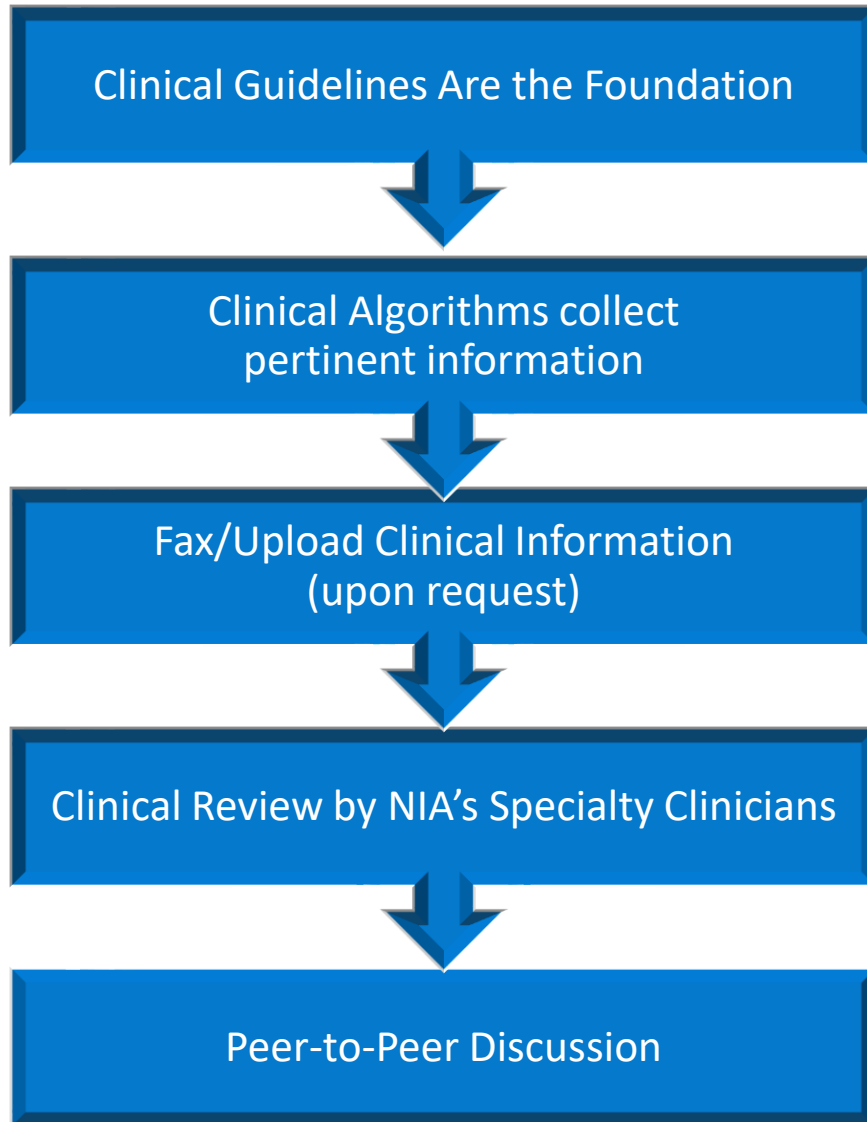 Clinical Guidelines Are the Foundation
Clinical Algorithms collect
pertinent information
Fax/Upload Clinical Information
(upon request)
Clinical Review by NIA’s Specialty Clinicians
Peer-to-Peer Discussion